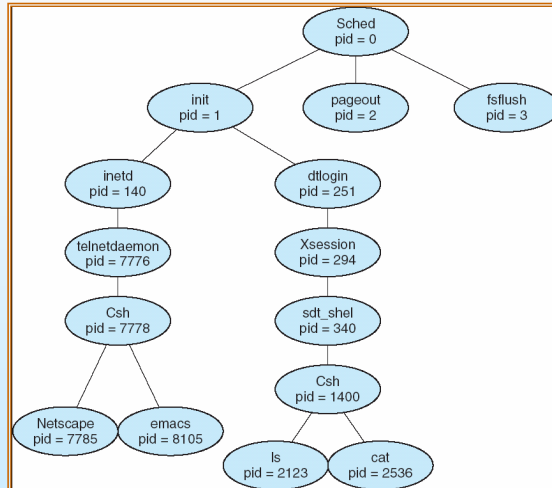 Sched
pid = 0
init
pid = 1
pageout
pid = 2
fsflush
pid = 3
inetd
pid = 140
dtlogin
pid = 251
telnetdaemon
pid = 7776
Xsession
pid = 294
Csh
pid = 7778
sdt_shel
pid = 340
Csh
pid = 1400
Netscape
pid = 7785
emacs
pid = 8105
ls
pid = 2123
cat
pid = 2536